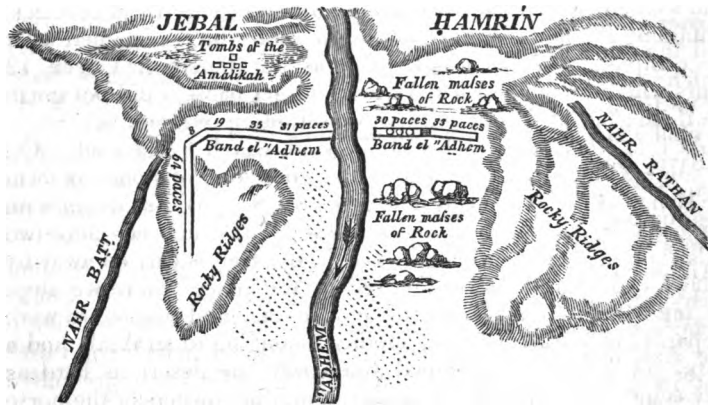 JEBAL
ḤAMRÍN
Tombs of the
'Amálikah
Fallen maſses
of Rock
8 19 35 31 paces
30 paces 33 paces
Band el "Adhem
Band el "Adhem
64 paces
NAHR RATHAN
Rocky Ridges
Fallen maſses
of Rock
Rocky Ridges
NAHR BATT
"ADHEM